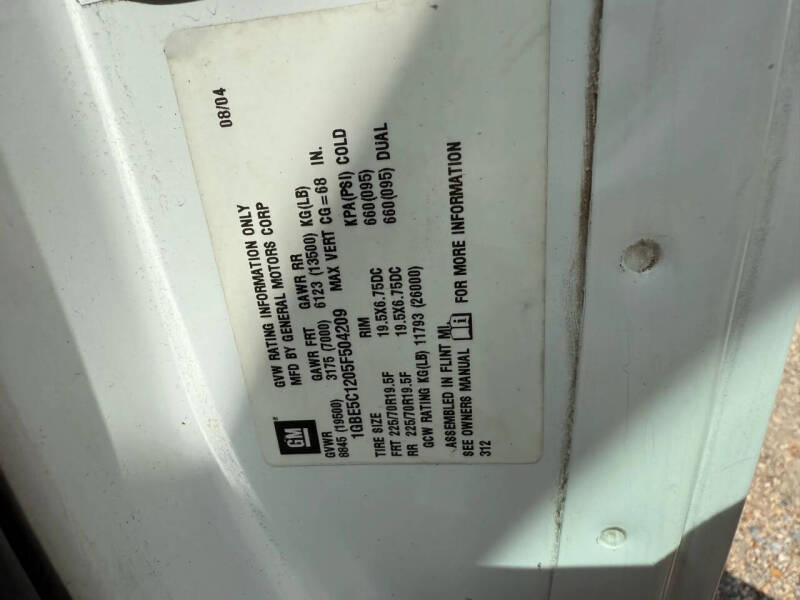 08/04
GM®
GVW RATING INFORMATION ONLY
MFD BY GENERAL MOTORS CORP
GVWR GAWR FRT GAWR RR
8845 (19500) 3175 (7000) 6123 (13500) KG(LB)
1GBE5C1205F504209 MAX VERT CG=68 IN.
TIRE SIZE RIM KPA(PSI) COLD
FRT 225/70R19.5F 19.5X6.75DC 660(095)
RR 225/70R19.5F 19.5X6.75DC 660(095) DUAL
GCW RATING KG(LB) 11793 (26000)
ASSEMBLED IN FLINT MI.
SEE OWNERS MANUAL i FOR MORE INFORMATION
312